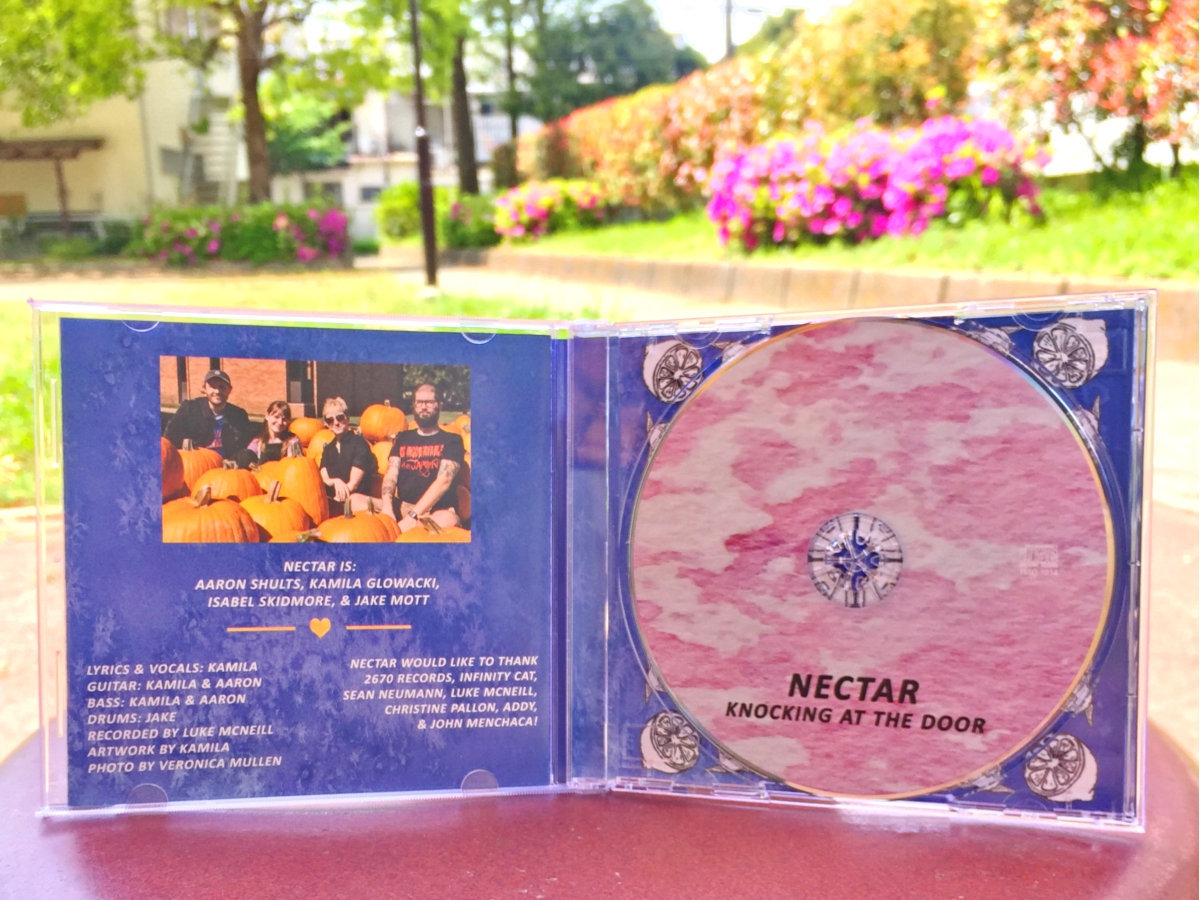 NECTAR IS:
AARON SHULTS, KAMILA GLOWACKI,
ISABEL SKIDMORE, & JAKE MOTT
LYRICS & VOCALS: KAMILA
GUITAR: KAMILA & AARON
BASS: KAMILA & AARON
DRUMS: JAKE
RECORDED BY LUKE MCNEILL
ARTWORK BY KAMILA
PHOTO BY VERONICA MULLEN
NECTAR WOULD LIKE TO THANK
2670 RECORDS, INFINITY CAT,
SEAN NEUMANN, LUKE MCNEILL,
CHRISTINE PALLON, ADDY,
& JOHN MENCHACA!
NECTAR
KNOCKING AT THE DOOR